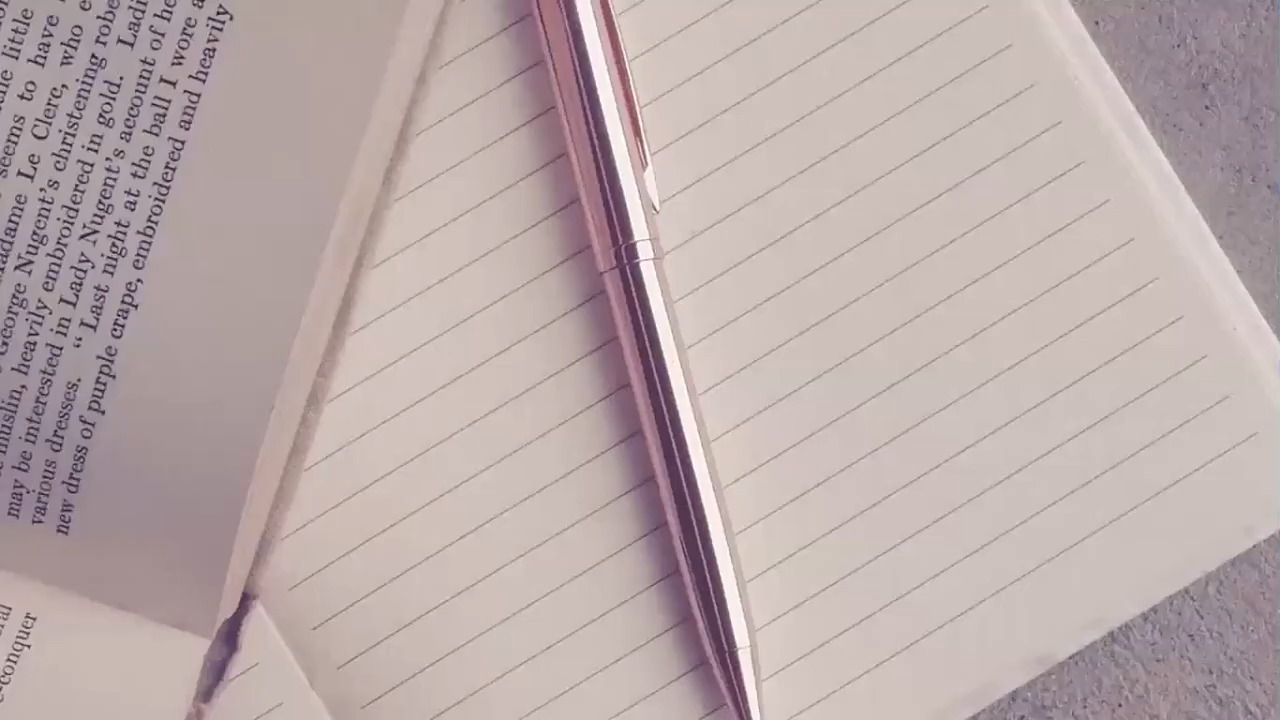 little
seems to have
Madame Le Clere, who
George Nugent's christening robe
muslin, heavily embroidered in gold. Ladi
may be interested in Lady Nugent's account of he
various dresses. “Last night at the ball I wore a
new dress of purple crape, embroidered and heavily
e-conquer